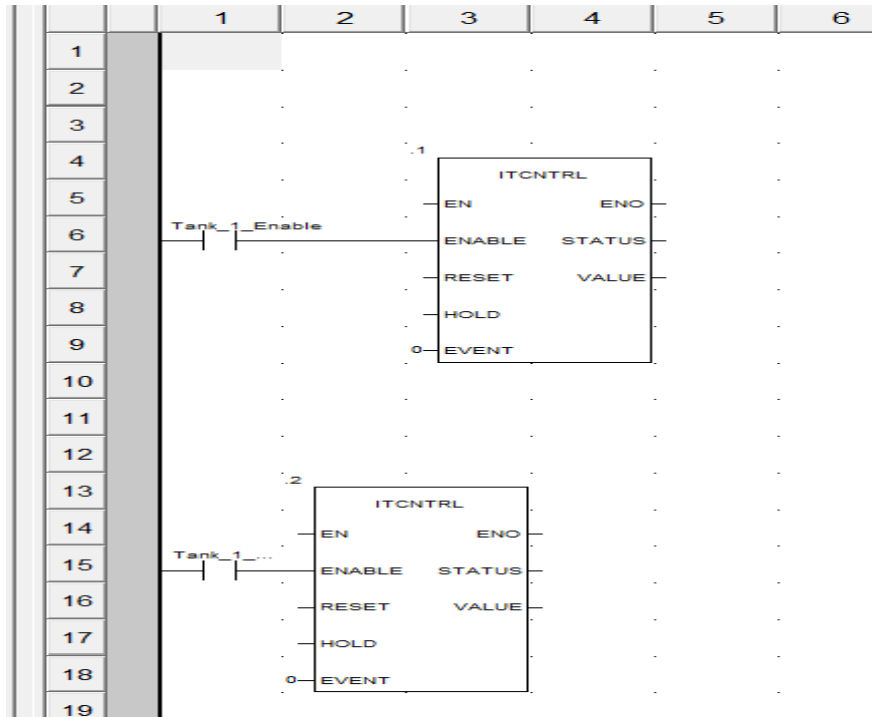 1 2 3 4 5 6
1
2
3
.1
4
ITCNTRL
5 EN ENO
Tank_1_Enable
6 ENABLE STATUS
7 RESET VALUE
8 HOLD
9 0 EVENT
10
11
12
.2
13
ITCNTRL
14 EN ENO
Tank_1_...
15 ENABLE STATUS
16 RESET VALUE
17 HOLD
18 0 EVENT
19